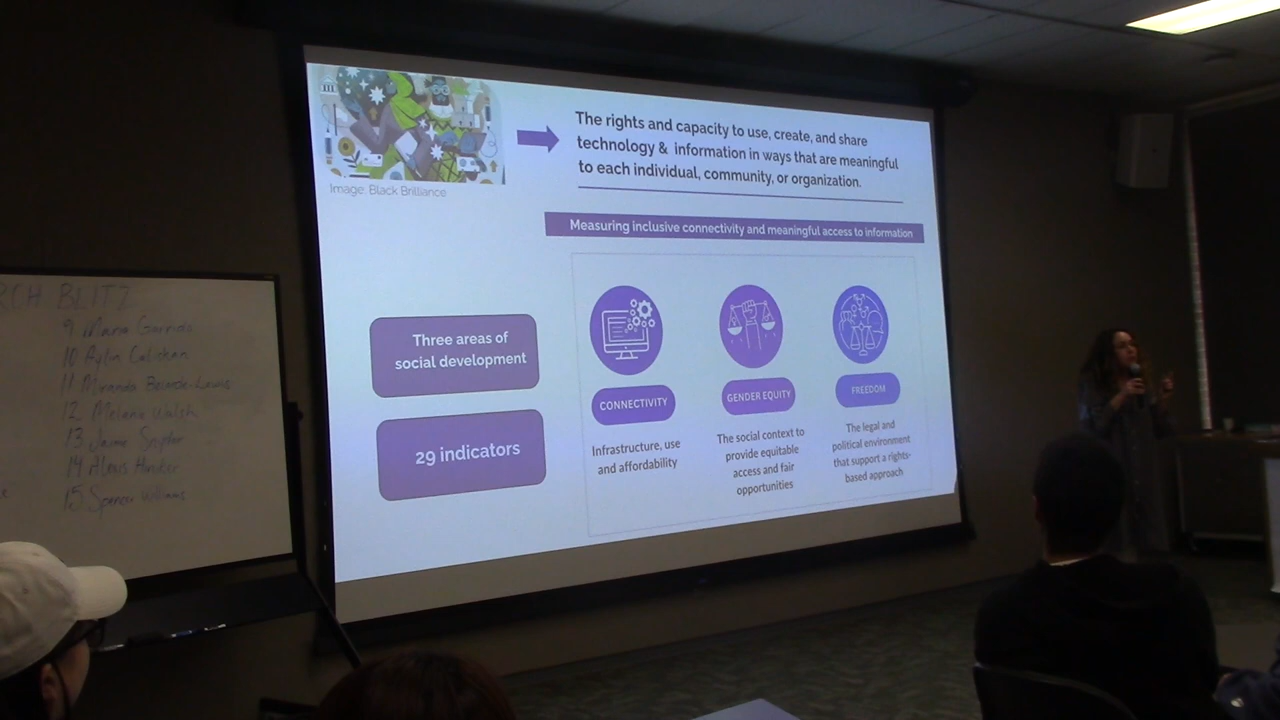 Image: Black Brilliance
The rights and capacity to use, create, and share
technology & information in ways that are meaningful
to each individual, community, or organization.
Measuring inclusive connectivity and meaningful access to information
Three areas of
social development
29 indicators
CONNECTIVITY
Infrastructure, use
and affordability
GENDER EQUITY
The social context to
provide equitable
access and fair
opportunities
FREEDOM
The legal and
political environment
that support a rights-
based approach
BLITZ
9 Maria Garrido
10 Aylin Caliskan
11 Miranda
12 Melanie Walsh
13 Jaime Snyder
14 Alexis Hiniker
15 Spencer Williams